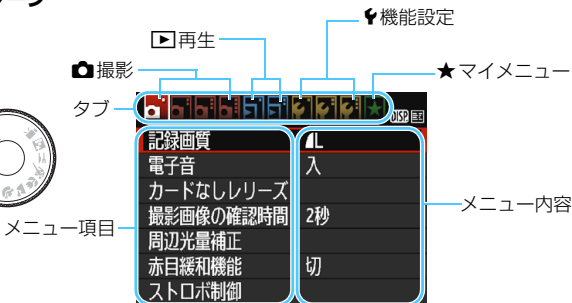 機能設定
再生
撮影
★マイメニュー
タブ
DISP
記録画質 L
電子音 入
カードなしレリーズ
撮影画像の確認時間 2秒
メニュー内容
メニュー項目
周辺光量補正
赤目緩和機能 切
ストロボ制御